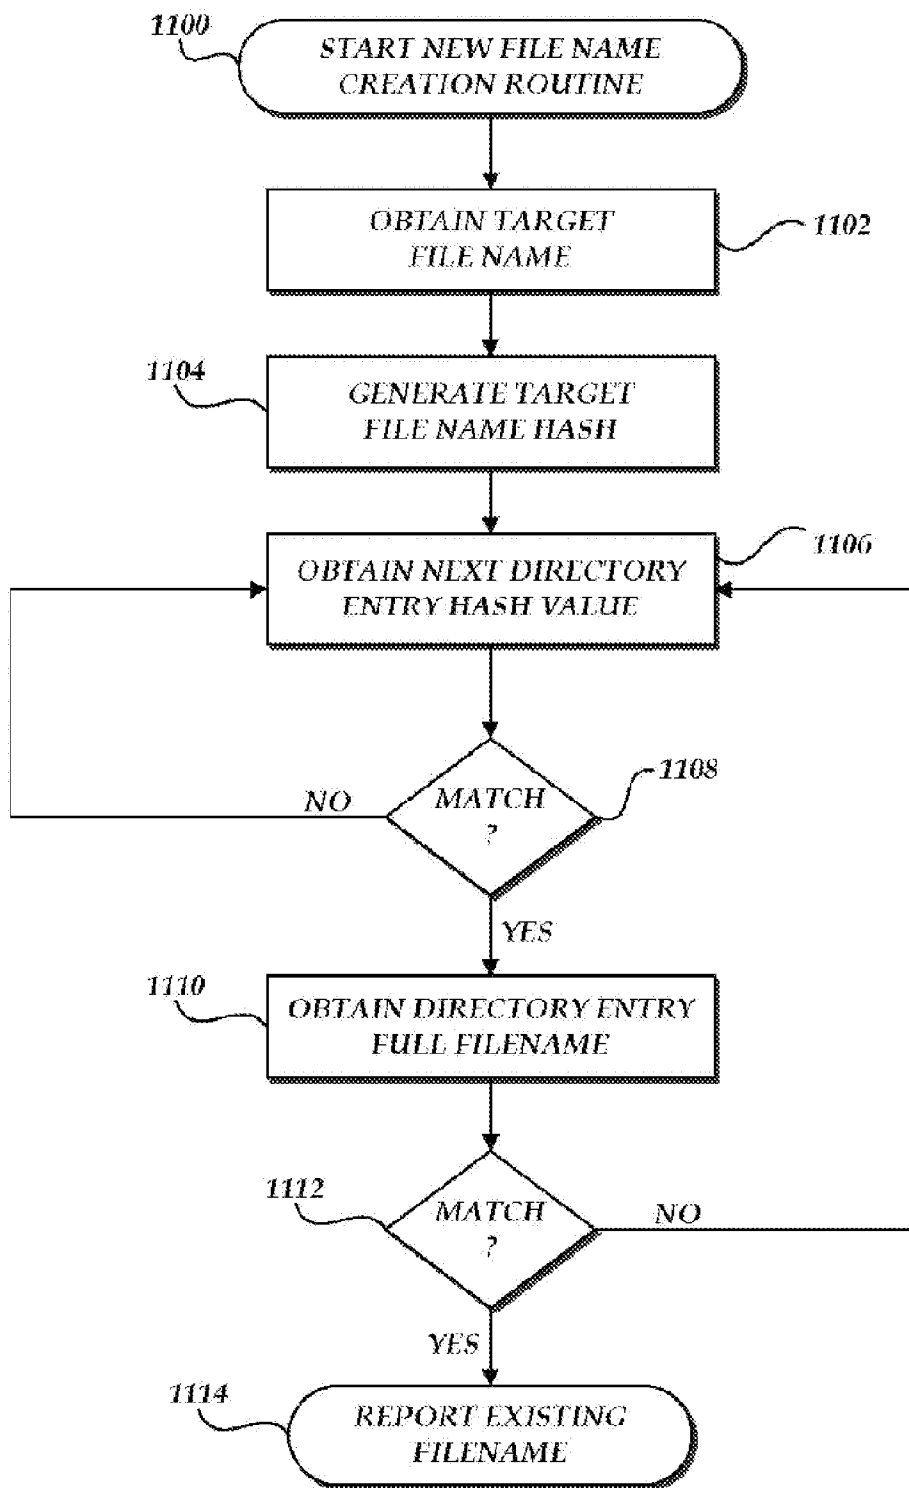 1100
START NEW FILE NAME
CREATION ROUTINE
OBTAIN TARGET
FILE NAME
1102
1104
GENERATE TARGET
FILE NAME HASH
1106
OBTAIN NEXT DIRECTORY
ENTRY HASH VALUE
1108
NO
MATCH
?
YES
1110
OBTAIN DIRECTORY ENTRY
FULL FILENAME
1112
MATCH
?
NO
YES
1114
REPORT EXISTING
FILENAME